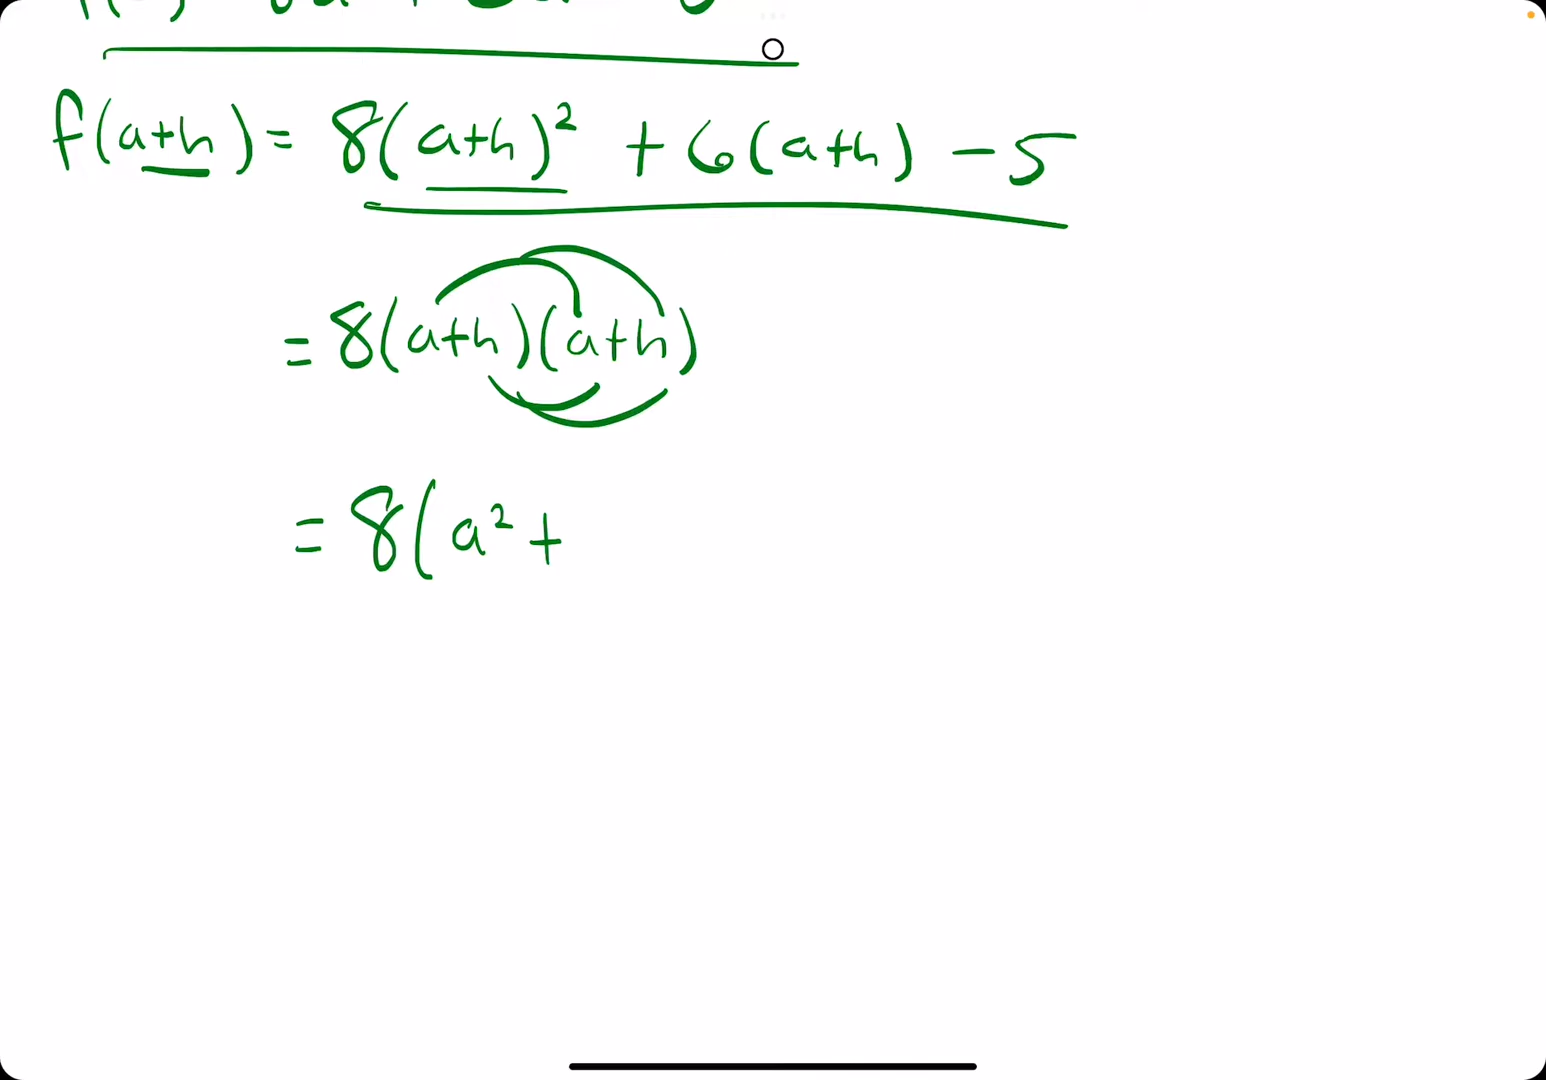 f(a+h) = 8(a+h)² + 6(a+h) - 5
= 8(a+h)(a+h)
= 8(a² +